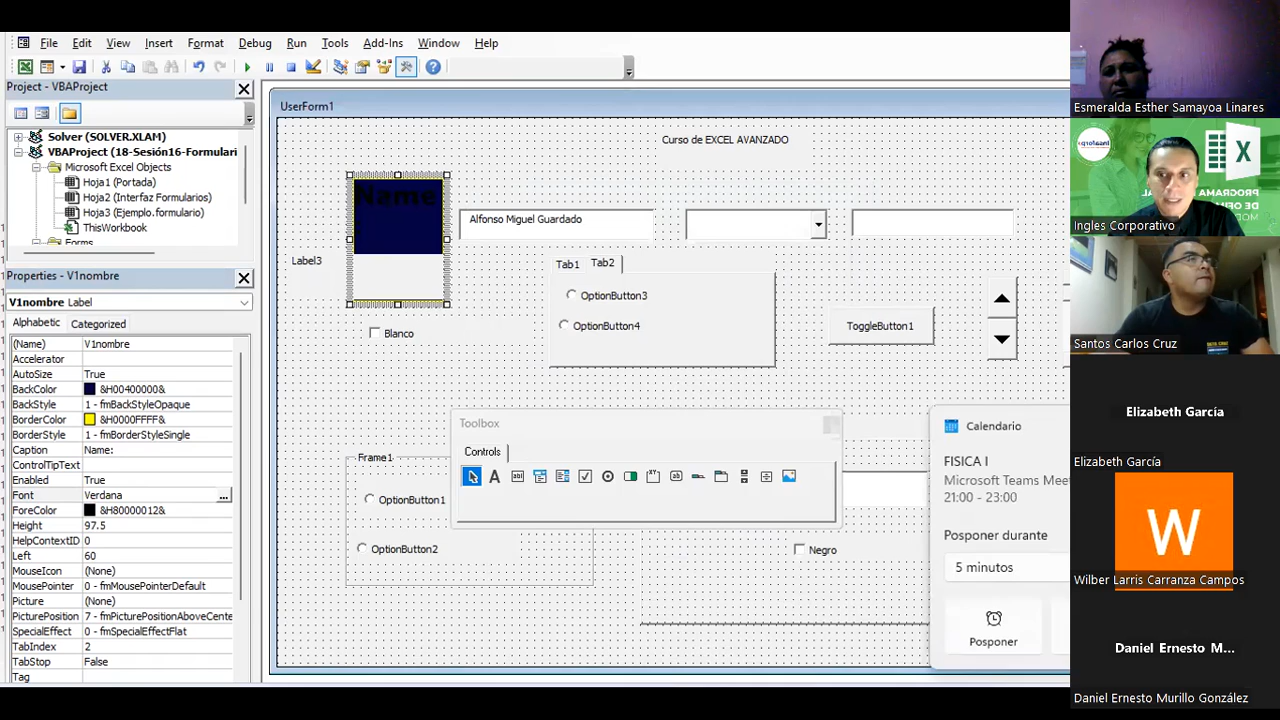 File Edit View Insert Format Debug Run Tools Add-Ins Window Help
Project - VBAProject
Solver (SOLVER.XLAM)
VBAProject (18-Sesión16-Formulari
Microsoft Excel Objects
Hoja1 (Portada)
Hoja2 (Interfaz Formularios)
Hoja3 (Ejemplo.formulario)
ThisWorkbook
Forms
Properties - V1nombre
V1nombre Label
Alphabetic Categorized
(Name) V1nombre
Accelerator
AutoSize True
BackColor &H00400000&
BackStyle 1 - fmBackStyleOpaque
BorderColor &H0000FFFF&
BorderStyle 1 - fmBorderStyleSingle
Caption Name:
ControlTipText
Enabled True
Font Verdana ...
ForeColor &H80000012&
Height 97.5
HelpContextID 0
Left 60
MouseIcon (None)
MousePointer 0 - fmMousePointerDefault
Picture (None)
PicturePosition 7 - fmPicturePositionAboveCente
SpecialEffect 0 - fmSpecialEffectFlat
TabIndex 2
TabStop False
Tag
UserForm1
Curso de EXCEL AVANZADO
Name
Alfonso Miguel Guardado
Label3
Tab1 Tab2
OptionButton3
OptionButton4
ToggleButton1
Blanco
Toolbox
Controls
Frame1
OptionButton1
OptionButton2
Negro
Calendario
FISICA I
Microsoft Teams Mee
21:00 - 23:00
Posponer durante
5 minutos
Posponer
Esmeralda Esther Samayoa Linares
X
PROGRAMA
DE OF
MOD
Ingles Corporativo
Santos Carlos Cruz
Elizabeth García
Elizabeth García
W
Wilber Larris Carranza Campos
Daniel Ernesto M...
Daniel Ernesto Murillo González